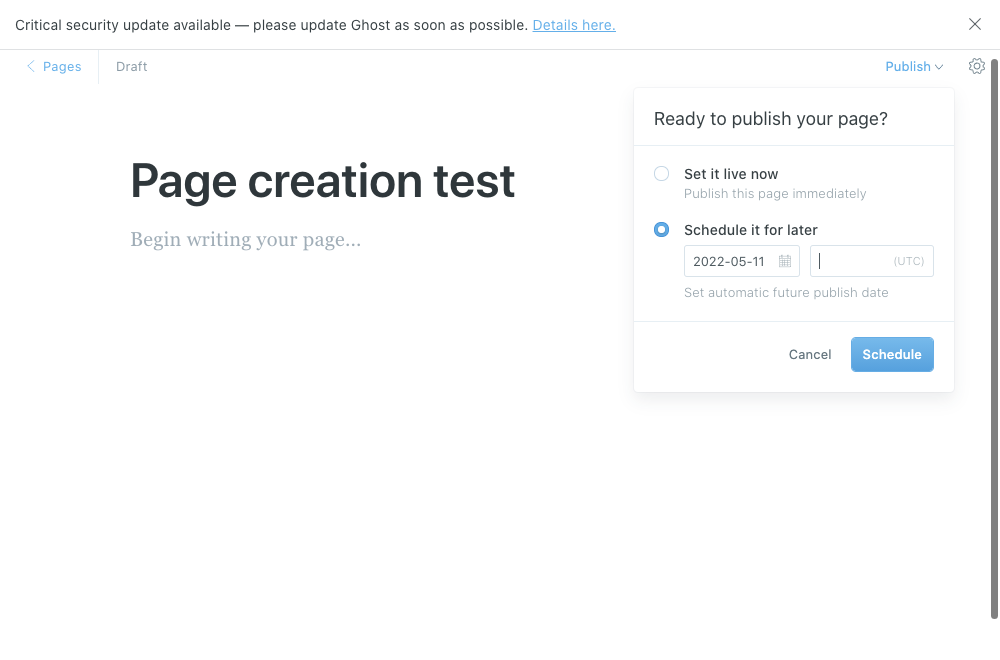 Critical security update available — please update Ghost as soon as possible. Details here.
Pages
Draft
Publish
Ready to publish your page?
Page creation test
Begin writing your page...
Set it live now
Publish this page immediately
Schedule it for later
2022-05-11
(UTC)
Set automatic future publish date
Cancel
Schedule